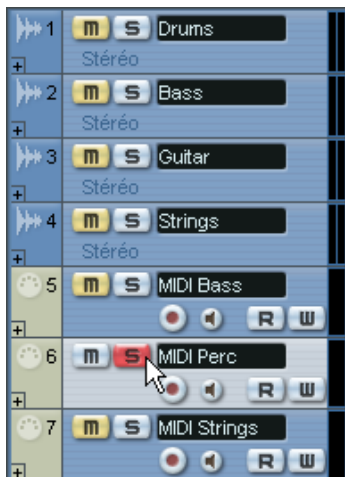 1 m S Drums
Stéréo
2 m S Bass
Stéréo
3 m S Guitar
Stéréo
4 m S Strings
Stéréo
5 m S MIDI Bass
R W
6 m S MIDI Perc
R W
7 m S MIDI Strings
R W